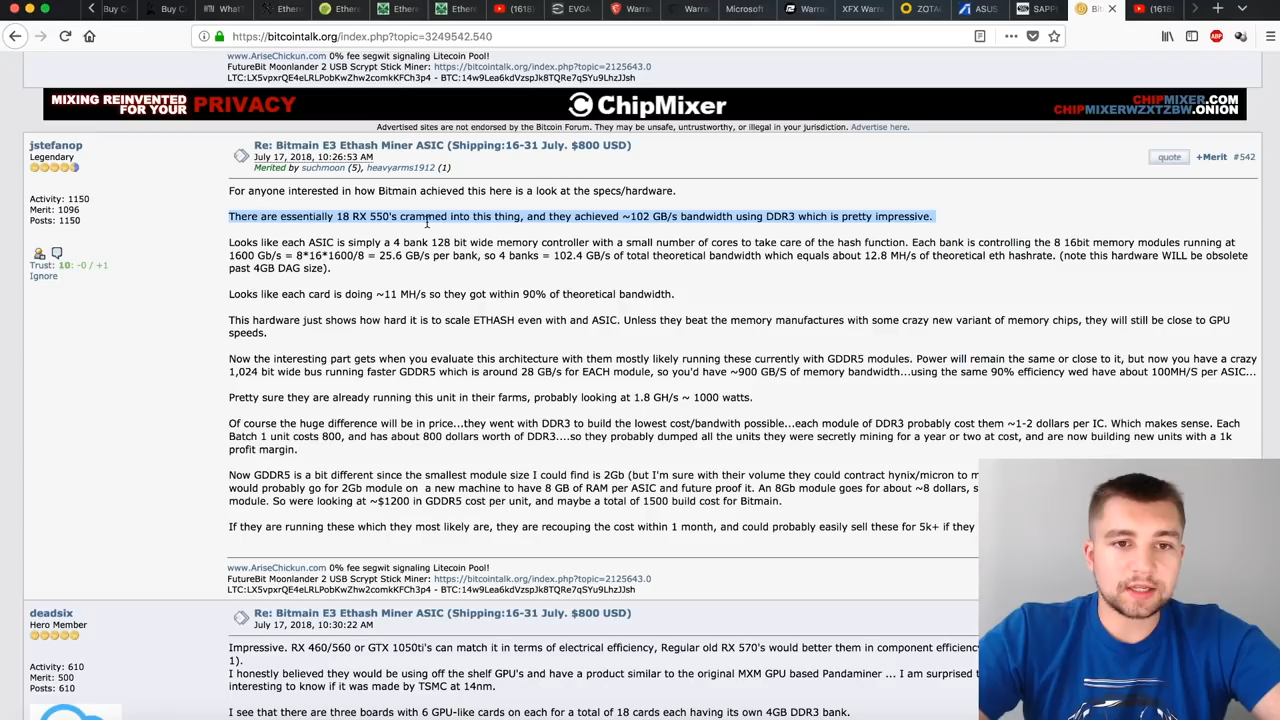 Buy C
Buy C
What'!
Ether
Ether
Ether
Ether
(1618)
EVGA
Warra
Warra
Microsoft
Warra
XFX Warra
ZOTAC
ASUS
SAPPI
Bi
(1618)
https://bitcointalk.org/index.php?topic=3249542.540
ABP
www.AriseChickun.com 0% fee segwit signaling Litecoin Pool!
FutureBit Moonlander 2 USB Scrypt Stick Miner: https://bitcointalk.org/index.php?topic=2125643.0
LTC:LX5vpxrQE4eLRLPobKwZhw2comkKFCh3p4 - BTC:14w9Lea6kdVzspJk8TQRe7qSYu9LhzJJsh
MIXING REINVENTED
FOR YOUR PRIVACY
ChipMixer
CHIPMIXER.COM
CHIPMIXERWZXTZBW.ONION
Advertised sites are not endorsed by the Bitcoin Forum. They may be unsafe, untrustworthy, or illegal in your jurisdiction. Advertise here.
jstefanop
Legendary
Activity: 1150
Merit: 1096
Posts: 1150
Trust: 10: -0 / +1
Ignore
Re: Bitmain E3 Ethash Miner ASIC (Shipping:16-31 July. $800 USD)
July 17, 2018, 10:26:53 AM
Merited by suchmoon (5), heavyarms1912 (1)
quote +Merit #542
For anyone interested in how Bitmain achieved this here is a look at the specs/hardware.
There are essentially 18 RX 550's crammed into this thing, and they achieved ~102 GB/s bandwidth using DDR3 which is pretty impressive.
Looks like each ASIC is simply a 4 bank 128 bit wide memory controller with a small number of cores to take care of the hash function. Each bank is controlling the 8 16bit memory modules running at
1600 Gb/s = 8*16*1600/8 = 25.6 GB/s per bank, so 4 banks = 102.4 GB/s of total theoretical bandwidth which equals about 12.8 MH/s of theoretical eth hashrate. (note this hardware WILL be obsolete
past 4GB DAG size).
Looks like each card is doing ~11 MH/s so they got within 90% of theoretical bandwidth.
This hardware just shows how hard it is to scale ETHASH even with and ASIC. Unless they beat the memory manufactures with some crazy new variant of memory chips, they will still be close to GPU
speeds.
Now the interesting part gets when you evaluate this architecture with them mostly likely running these currently with GDDR5 modules. Power will remain the same or close to it, but now you have a crazy
1,024 bit wide bus running faster GDDR5 which is around 28 GB/s for EACH module, so you'd have ~900 GB/S of memory bandwidth...using the same 90% efficiency wed have about 100MH/S per ASIC...
Pretty sure they are already running this unit in their farms, probably looking at 1.8 GH/s ~ 1000 watts.
Of course the huge difference will be in price...they went with DDR3 to build the lowest cost/bandwith possible...each module of DDR3 probably cost them ~1-2 dollars per IC. Which makes sense. Each
Batch 1 unit costs 800, and has about 800 dollars worth of DDR3....so they probably dumped all the units they were secretly mining for a year or two at cost, and are now building new units with a 1k
profit margin.
Now GDDR5 is a bit different since the smallest module size I could find is 2Gb (but I'm sure with their volume they could contract hynix/micron to m
would probably go for 2Gb module on a new machine to have 8 GB of RAM per ASIC and future proof it. An 8Gb module goes for about ~8 dollars, s
module. So were looking at ~$1200 in GDDR5 cost per unit, and maybe a total of 1500 build cost for Bitmain.
If they are running these which they most likely are, they are recouping the cost within 1 month, and could probably easily sell these for 5k+ if they
www.AriseChickun.com 0% fee segwit signaling Litecoin Pool!
FutureBit Moonlander 2 USB Scrypt Stick Miner: https://bitcointalk.org/index.php?topic=2125643.0
LTC:LX5vpxrQE4eLRLPobKwZhw2comkKFCh3p4 - BTC:14w9Lea6kdVzspJk8TQRe7qSYu9LhzJJsh
deadsix
Hero Member
Activity: 610
Merit: 500
Posts: 610
Re: Bitmain E3 Ethash Miner ASIC (Shipping:16-31 July. $800 USD)
July 17, 2018, 10:30:22 AM
Impressive. RX 460/560 or GTX 1050ti's can match it in terms of electrical efficiency, Regular old RX 570's would better them in component efficienc
1).
I honestly believed they would be using off the shelf GPU's and have a product similar to the original MXM GPU based Pandaminer ... I am surprised t
interesting to know if it was made by TSMC at 14nm.
I see that there are three boards with 6 GPU-like cards on each for a total of 18 cards each having its own 4GB DDR3 bank.